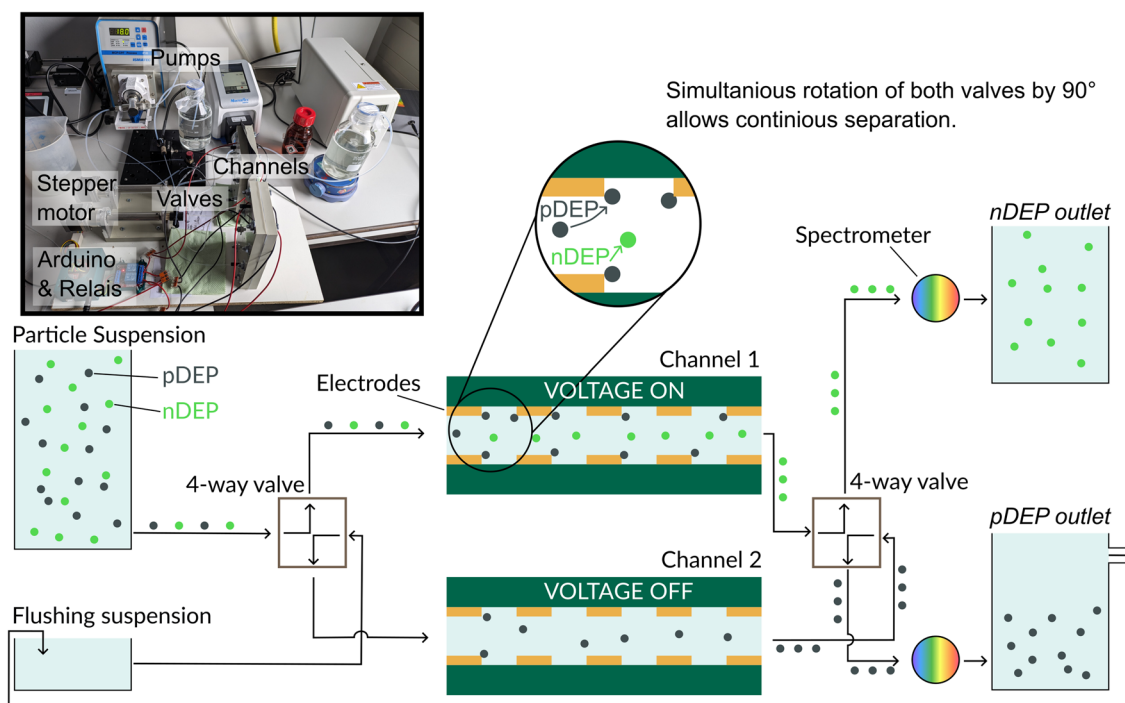 Pumps
Channels
Stepper
motor
Valves
Arduino
& Relais
Simultanious rotation of both valves by 90°
allows continious separation.
pDEP
nDEP
nDEP outlet
Spectrometer
Particle Suspension
pDEP
nDEP
Electrodes
Channel 1
VOLTAGE ON
4-way valve
4-way valve
pDEP outlet
Channel 2
VOLTAGE OFF
Flushing suspension